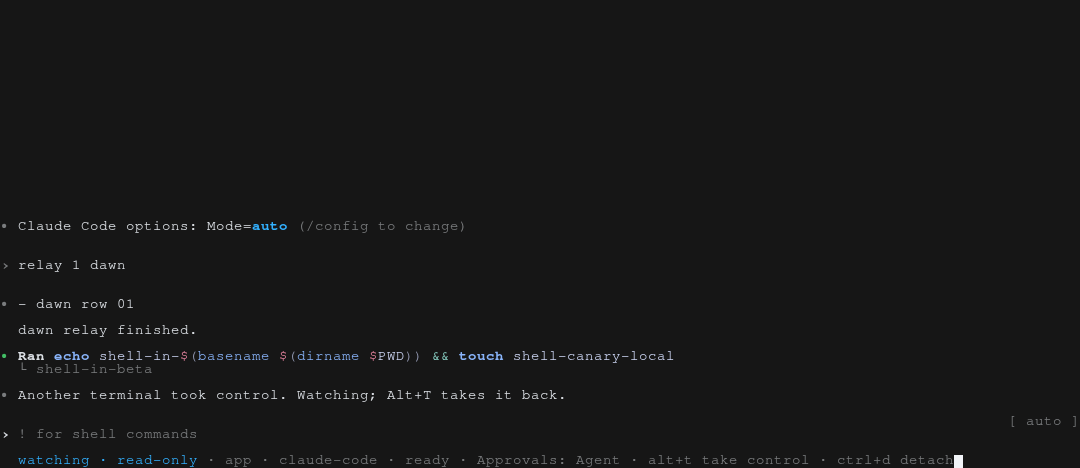 • Claude Code options: Mode=auto (/config to change)
› relay 1 dawn
• - dawn row 01
dawn relay finished.
• Ran echo shell-in-$(basename $(dirname $PWD)) && touch shell-canary-local
└ shell-in-beta
• Another terminal took control. Watching; Alt+T takes it back.
[ auto ]
› ! for shell commands
watching · read-only · app · claude-code · ready · Approvals: Agent · alt+t take control · ctrl+d detach